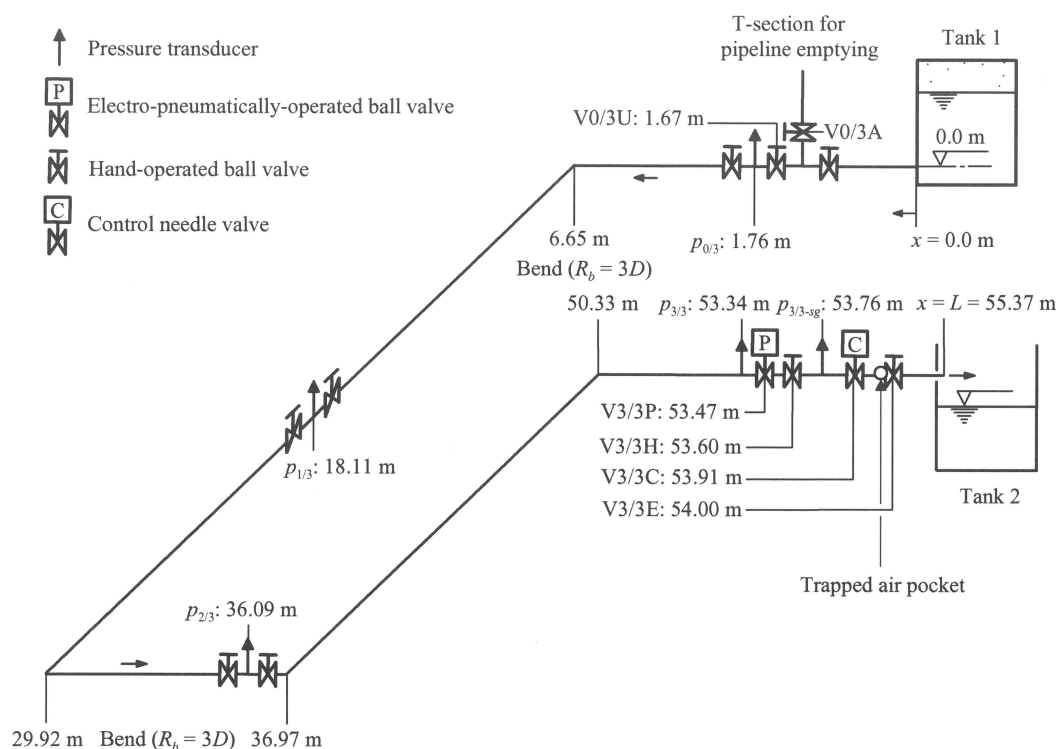 Pressure transducer
P
Electro-pneumatically-operated ball valve
Hand-operated ball valve
C
Control needle valve
T-section for
pipeline emptying
Tank 1
V0/3U: 1.67 m
V0/3A
0.0 m
6.65 m
p0/3: 1.76 m
x = 0.0 m
Bend (Rb = 3D)
50.33 m
p3/3: 53.34 m
p3/3-sg: 53.76 m
x = L = 55.37 m
P
C
V3/3P: 53.47 m
V3/3H: 53.60 m
V3/3C: 53.91 m
V3/3E: 54.00 m
Tank 2
p1/3: 18.11 m
Trapped air pocket
p2/3: 36.09 m
29.92 m
Bend (Rb = 3D)
36.97 m